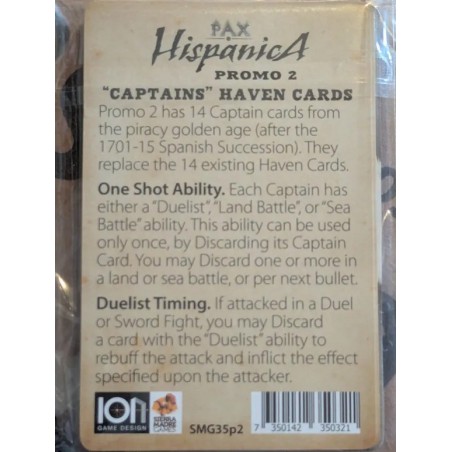 PAX
HispanicA
PROMO 2
“CAPTAINS” HAVEN CARDS
Promo 2 has 14 Captain cards from
the piracy golden age (after the
1701-15 Spanish Succession). They
replace the 14 existing Haven Cards.
One Shot Ability. Each Captain has
either a “Duelist”, “Land Battle”, or “Sea
Battle” ability. This ability can be used
only once, by Discarding its Captain
Card. You may Discard one or more in
a land or sea battle, or per next bullet.
Duelist Timing. If attacked in a Duel
or Sword Fight, you may Discard
a card with the “Duelist” ability to
rebuff the attack and inflict the effect
specified upon the attacker.
ION
GAME DESIGN
SIERRA
MADRE
GAMES
SMG35p2
7 350142 350321